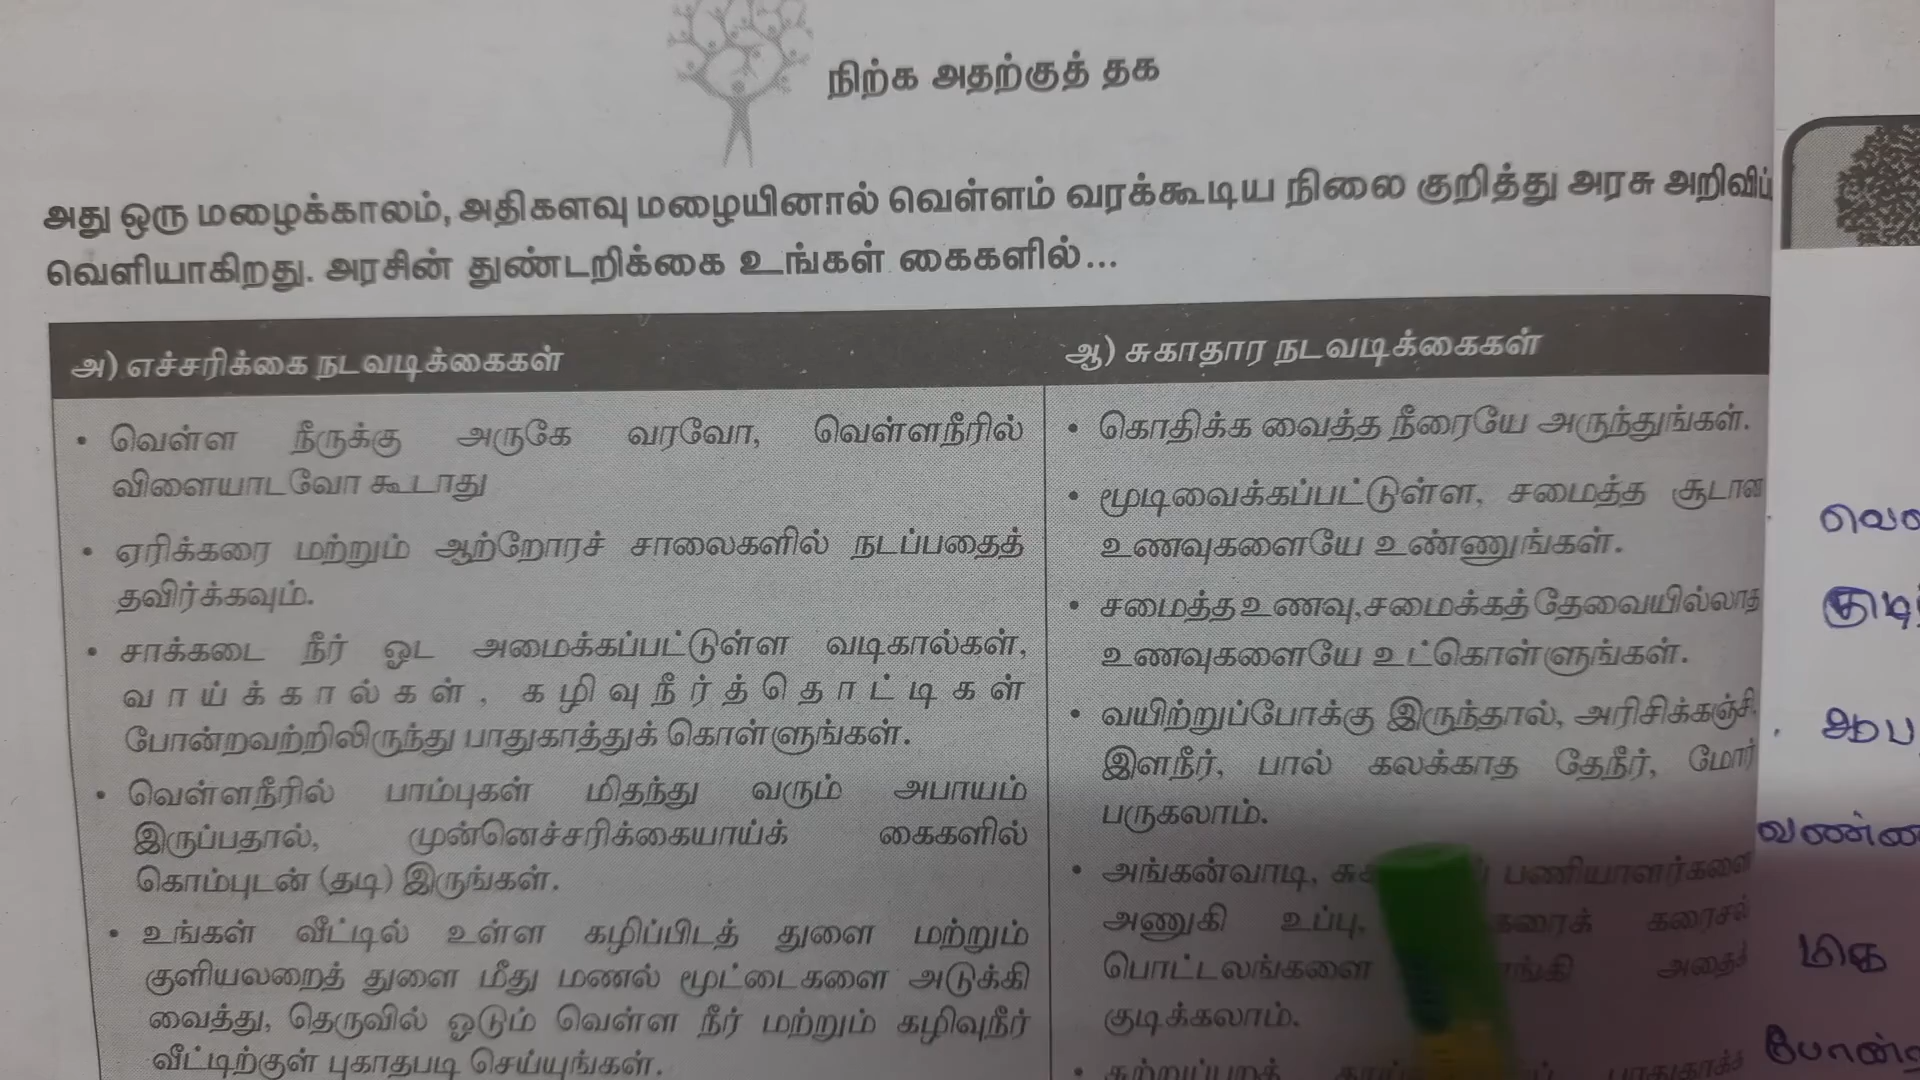 நிற்க அதற்குத் தக
அது ஒரு மழைக்காலம், அதிகளவு மழையினால் வெள்ளம் வரக்கூடிய நிலை குறித்து அரசு அறிவிப்
வெளியாகிறது. அரசின் துண்டறிக்கை உங்கள் கைகளில்...
அ) எச்சரிக்கை நடவடிக்கைகள்
• வெள்ள நீருக்கு அருகே வரவோ, வெள்ளநீரில்
விளையாடவோ கூடாது
• ஏரிக்கரை மற்றும் ஆற்றோரச் சாலைகளில் நடப்பதைத்
தவிர்க்கவும்.
• சாக்கடை நீர் ஓட அமைக்கப்பட்டுள்ள வடிகால்கள்,
வாய்க்கால்கள், கழிவுநீர்த்தொட்டிகள்
போன்றவற்றிலிருந்து பாதுகாத்துக் கொள்ளுங்கள்.
• வெள்ளநீரில் பாம்புகள் மிதந்து வரும் அபாயம்
இருப்பதால், முன்னெச்சரிக்கையாய்க் கைகளில்
கொம்புடன் (தடி) இருங்கள்.
• உங்கள் வீட்டில் உள்ள கழிப்பிடத் துளை மற்றும்
குளியலறைத் துளை மீது மணல் மூட்டைகளை அடுக்கி
வைத்து, தெருவில் ஓடும் வெள்ள நீர் மற்றும் கழிவுநீர்
வீட்டிற்குள் புகாதபடி செய்யுங்கள்.
ஆ) சுகாதார நடவடிக்கைகள்
• கொதிக்க வைத்த நீரையே அருந்துங்கள்.
• மூடிவைக்கப்பட்டுள்ள, சமைத்த சூடான
உணவுகளையே உண்ணுங்கள்.
• சமைத்த உணவு, சமைக்கத் தேவையில்லாத
உணவுகளையே உட்கொள்ளுங்கள்.
• வயிற்றுப்போக்கு இருந்தால், அரிசிக்கஞ்சி,
இளநீர், பால் கலக்காத தேநீர், மோர்
பருகலாம்.
• அங்கன்வாடி, பணியாளர்களை
அணுகி உப்பு, கரைசல்
பொட்டலங்களை அதைக்
குடிக்கலாம்.
ஆப
வண்ண
மிக
போன்ற